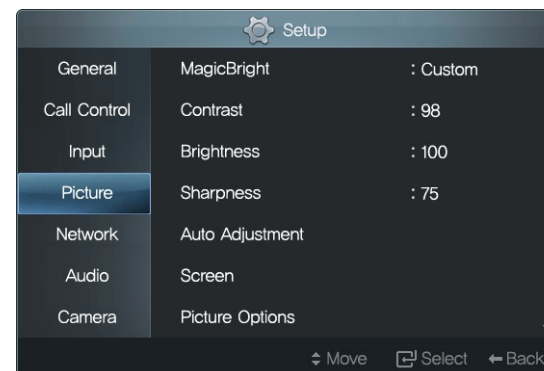 Setup
General
Call Control
Input
Picture
Network
Audio
Camera
MagicBright : Custom
Contrast : 98
Brightness : 100
Sharpness : 75
Auto Adjustment
Screen
Picture Options
Move Select Back